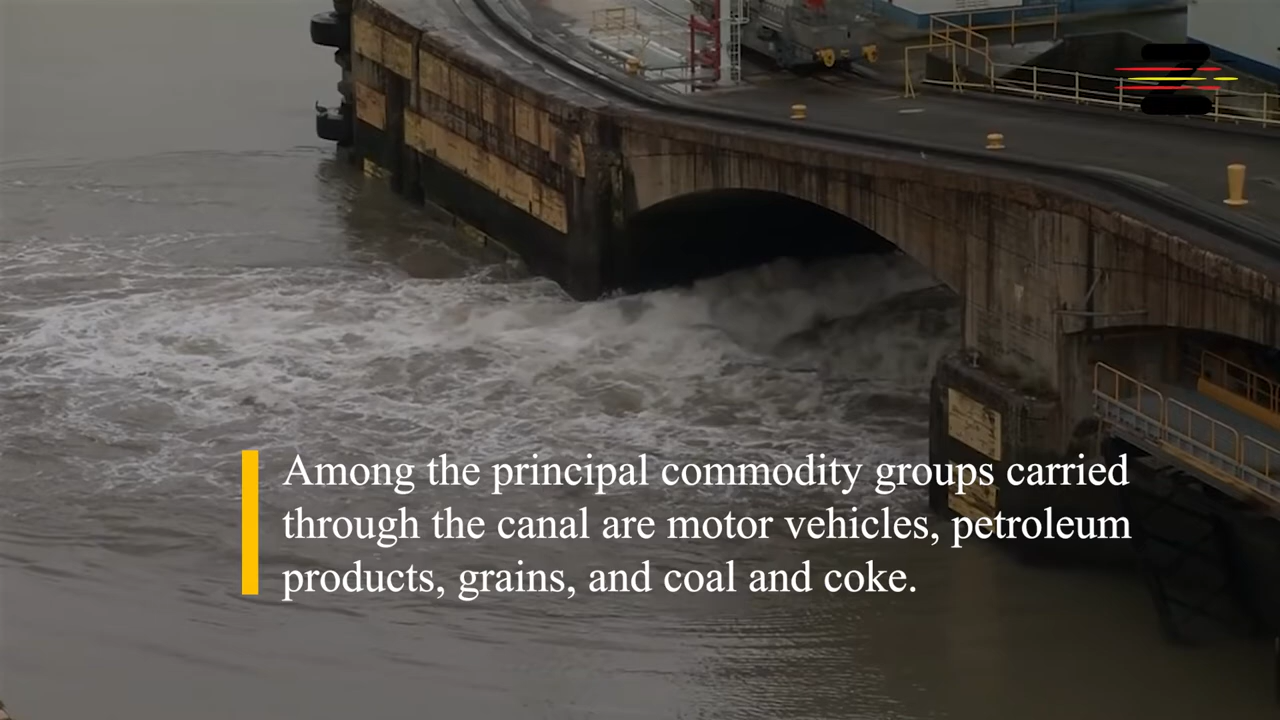 Among the principal commodity groups carried
through the canal are motor vehicles, petroleum
products, grains, and coal and coke.